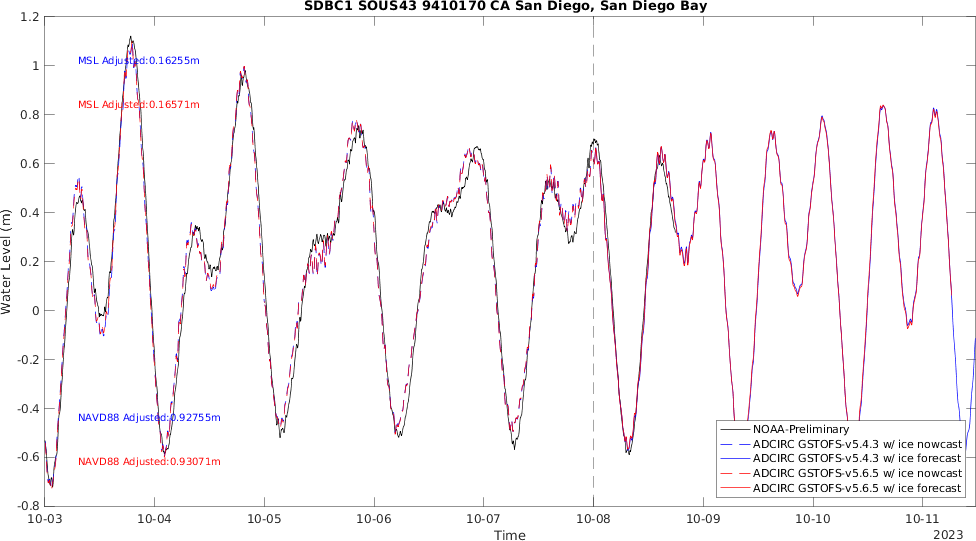 SDBC1 SOUS43 9410170 CA San Diego, San Diego Bay
1.2
1
0.8
0.6
0.4
0.2
0
-0.2
-0.4
-0.6
-0.8
Water Level (m)
MSL Adjusted:0.16255m
MSL Adjusted:0.16571m
NAVD88 Adjusted:0.92755m
NAVD88 Adjusted:0.93071m
NOAA-Preliminary
ADCIRC GSTOFS-v5.4.3 w/ ice nowcast
ADCIRC GSTOFS-v5.4.3 w/ ice forecast
ADCIRC GSTOFS-v5.6.5 w/ ice nowcast
ADCIRC GSTOFS-v5.6.5 w/ ice forecast
10-03 10-04 10-05 10-06 10-07 10-08 10-09 10-10 10-11
Time
2023